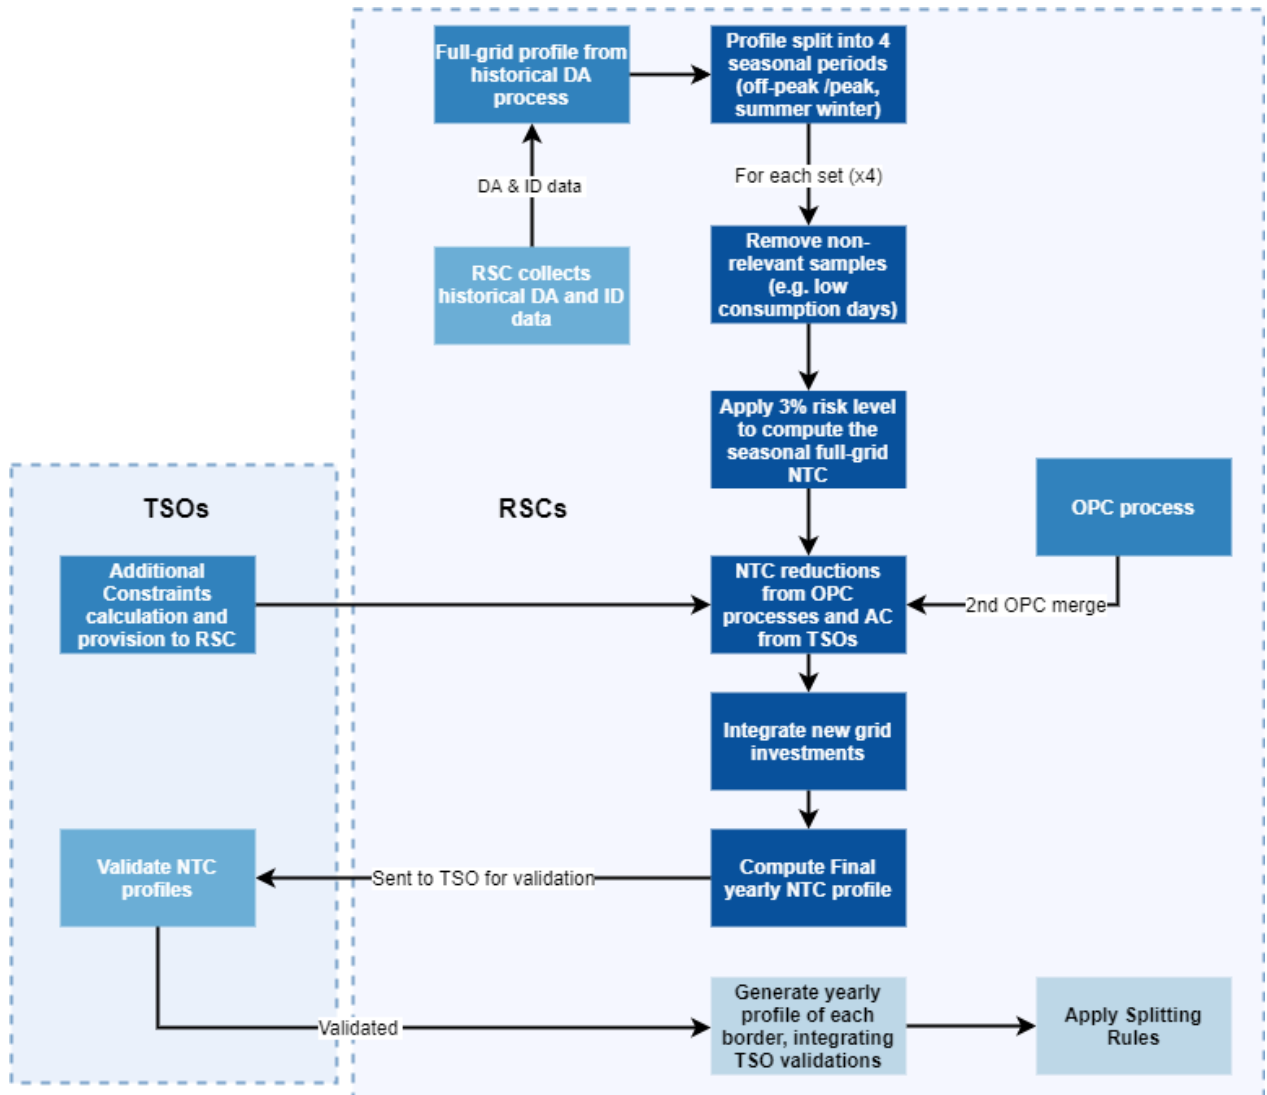 Full-grid profile from
historical DA
process
Profile split into 4
seasonal periods
(off-peak /peak,
summer winter)
DA & ID data
For each set (x4)
RSC collects
historical DA and ID
data
Remove non-
relevant samples
(e.g. low
consumption days)
Apply 3% risk level
to compute the
seasonal full-grid
NTC
TSOs
RSCs
OPC process
Additional
Constraints
calculation and
provision to RSC
NTC reductions
from OPC
processes and AC
from TSOs
2nd OPC merge
Integrate new grid
investments
Validate NTC
profiles
Sent to TSO for validation
Compute Final
yearly NTC profile
Validated
Generate yearly
profile of each
border, integrating
TSO validations
Apply Splitting
Rules